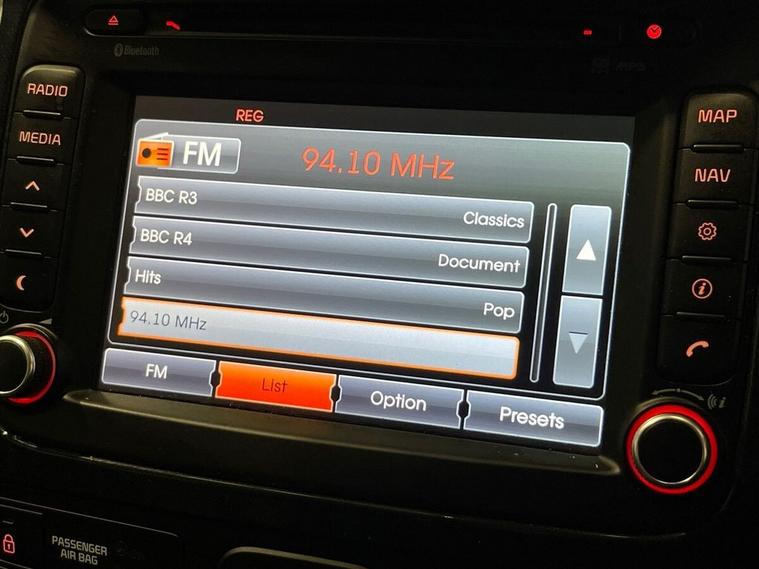 Bluetooth
RADIO
MEDIA
REG
FM
94.10 MHz
BBC R3
Classics
BBC R4
Document
Hits
Pop
94.10 MHz
FM
List
Option
Presets
MAP
NAV
i
i
PASSENGER
AIR BAG